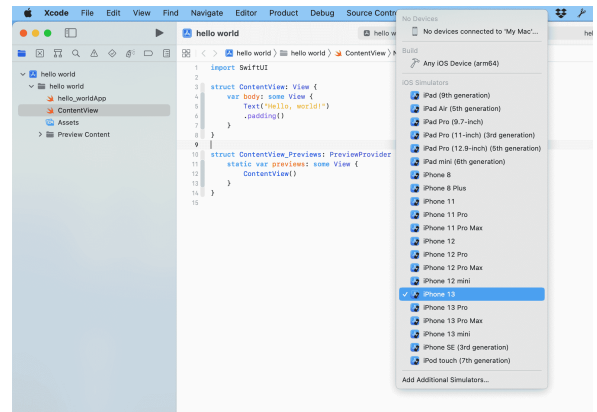 Xcode File Edit View Find Navigate Editor Product Debug Source Contr
hello world
hello w
hel
hello world
hello world
hello_worldApp
ContentView
Assets
Preview Content
hello world 〉 hello world 〉 ContentView 〉
1 import SwiftUI
2
3 struct ContentView: View {
4 var body: some View {
5 Text("Hello, world!")
6 .padding()
7 }
8 }
9
10 struct ContentView_Previews: PreviewProvider
11 static var previews: some View {
12 ContentView()
13 }
14 }
15
No Devices
No devices connected to 'My Mac'...
Build
Any iOS Device (arm64)
iOS Simulators
iPad (9th generation)
iPad Air (5th generation)
iPad Pro (9.7-inch)
iPad Pro (11-inch) (3rd generation)
iPad Pro (12.9-inch) (5th generation)
iPad mini (6th generation)
iPhone 8
iPhone 8 Plus
iPhone 11
iPhone 11 Pro
iPhone 11 Pro Max
iPhone 12
iPhone 12 Pro
iPhone 12 Pro Max
iPhone 12 mini
✓ iPhone 13
iPhone 13 Pro
iPhone 13 Pro Max
iPhone 13 mini
iPhone SE (3rd generation)
iPod touch (7th generation)
Add Additional Simulators...